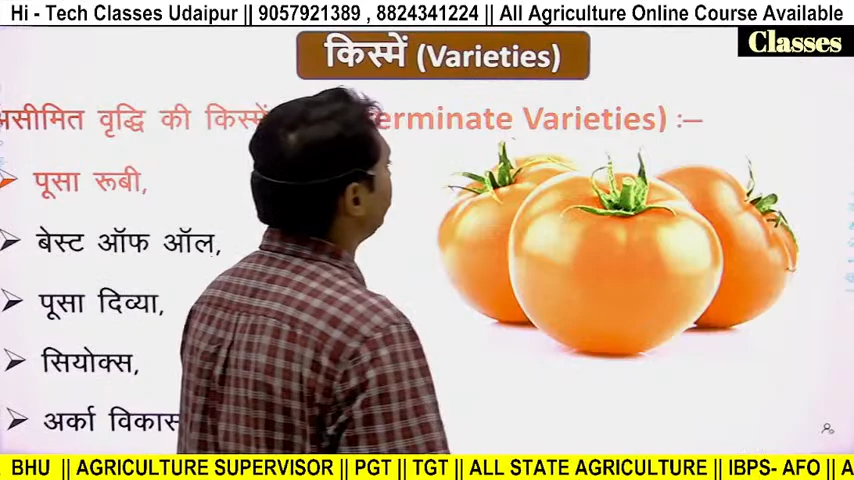 Hi - Tech Classes Udaipur || 9057921389 , 8824341224 || All Agriculture Online Course Available
Classes
किस्में (Varieties)
असीमित वृद्धि की किस्में erminate Varieties) :–
पूसा रूबी,
बेस्ट ऑफ ऑल,
पूसा दिव्या,
सियोक्स,
अर्का विकास
BHU || AGRICULTURE SUPERVISOR || PGT || TGT || ALL STATE AGRICULTURE || IBPS- AFO || A